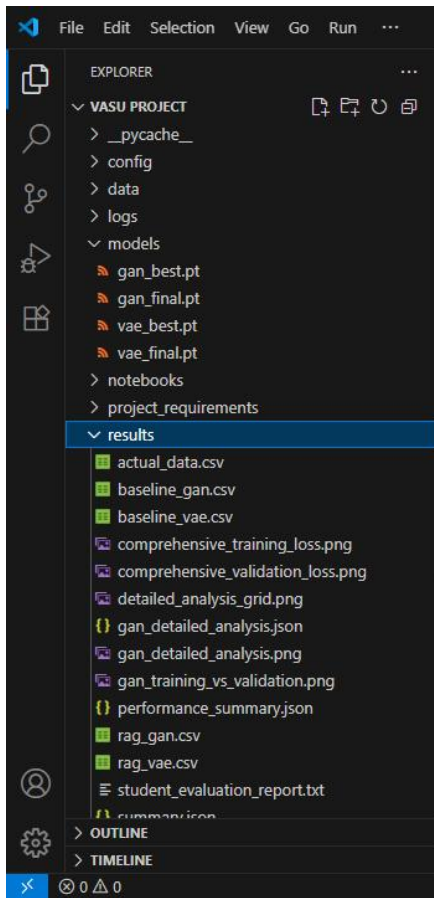 File Edit Selection View Go Run ...
EXPLORER ...
VASU PROJECT
__pycache__
config
data
logs
models
gan_best.pt
gan_final.pt
vae_best.pt
vae_final.pt
notebooks
project_requirements
results
actual_data.csv
baseline_gan.csv
baseline_vae.csv
comprehensive_training_loss.png
comprehensive_validation_loss.png
detailed_analysis_grid.png
{} gan_detailed_analysis.json
gan_detailed_analysis.png
gan_training_vs_validation.png
{} performance_summary.json
rag_gan.csv
rag_vae.csv
student_evaluation_report.txt
{} summary.json
OUTLINE
TIMELINE
0 0